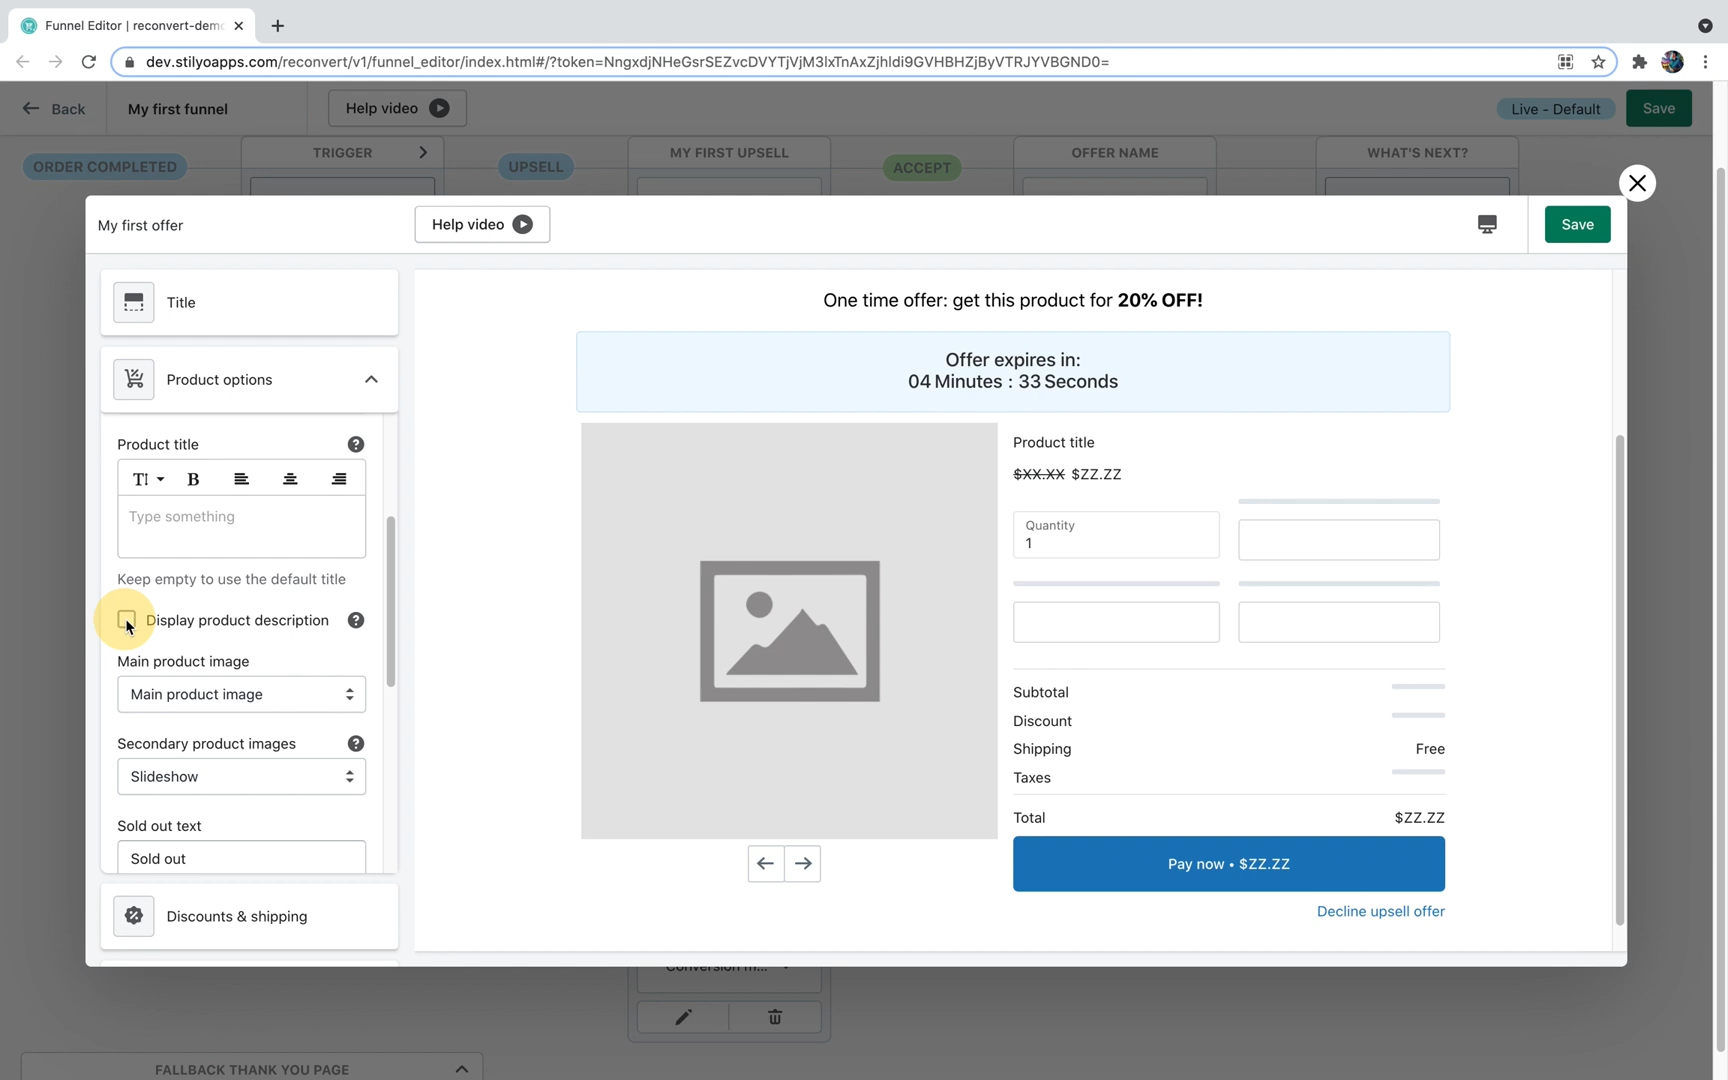 Funnel Editor | reconvert-demo
dev.stilyoapps.com/reconvert/v1/funnel_editor/index.html#/?token=NngxdjNHeGsrSEZvcDVYTjVjM3lxTnAxZjhldi9GVHBHZjByVTRJYVBGND0=
Back
My first funnel
Help video
Live - Default
Save
ORDER COMPLETED
TRIGGER
UPSELL
MY FIRST UPSELL
ACCEPT
OFFER NAME
WHAT'S NEXT?
My first offer
Help video
Save
Title
Product options
Product title
T! B
Type something
Keep empty to use the default title
Display product description
Main product image
Main product image
Secondary product images
Slideshow
Sold out text
Sold out
Discounts & shipping
One time offer: get this product for 20% OFF!
Offer expires in:
04 Minutes : 33 Seconds
Product title
$XX.XX $ZZ.ZZ
Quantity
1
Subtotal
Discount
Shipping Free
Taxes
Total $ZZ.ZZ
Pay now • $ZZ.ZZ
Decline upsell offer
FALLBACK THANK YOU PAGE